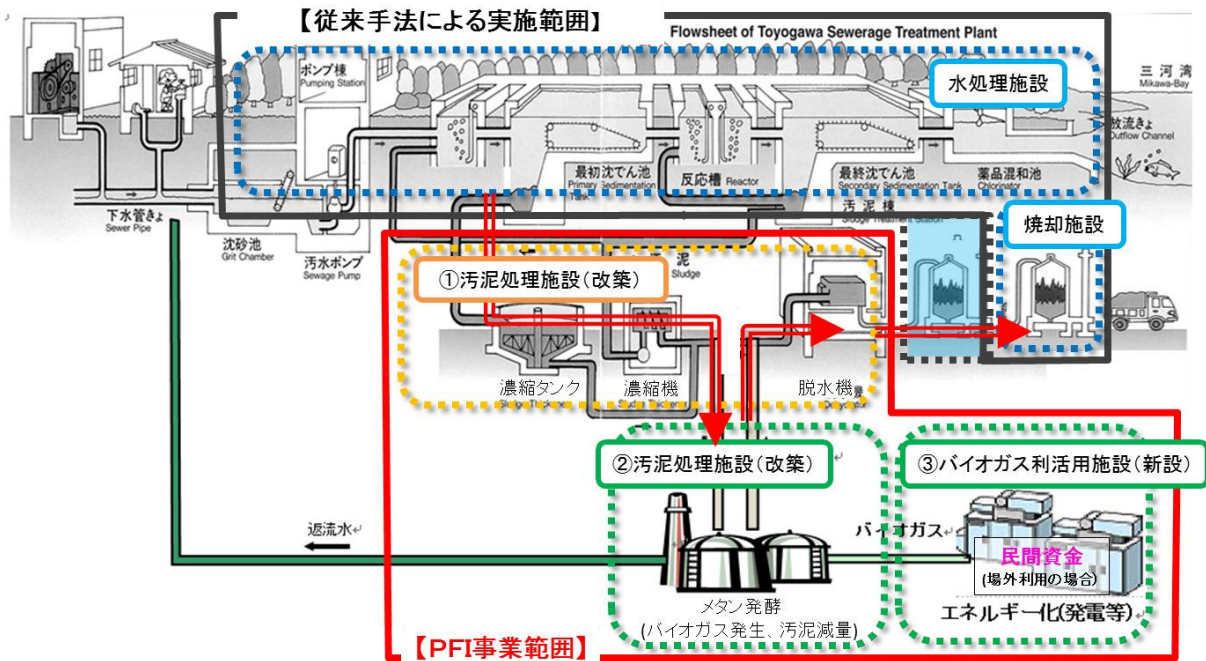 【従来手法による実施範囲】
Flowsheet of Toyogawa Sewerage Treatment Plant
ポンプ棟
Pumping Station
水処理施設
三河湾
Mikawa-Bay
放流きょ
Outflow Channel
最初沈でん池
Primary Sedimentation
Tank
反応槽 Reactor
最終沈でん池
Secondary Sedimentation Tank
薬品混和池
Chlorinator
汚泥棟
Sludge Treatment Station
下水管きょ
Sewer Pipe
沈砂池
Grit Chamber
汚水ポンプ
Sewage Pump
焼却施設
①汚泥処理施設(改築)
泥
Sludge
濃縮タンク
濃縮機
脱水機
②汚泥処理施設(改築)
③バイオガス利活用施設(新設)
返流水
バイオガス
民間資金
(場外利用の場合)
メタン発酵
(バイオガス発生、汚泥減量)
エネルギー化(発電等)
【PFI事業範囲】